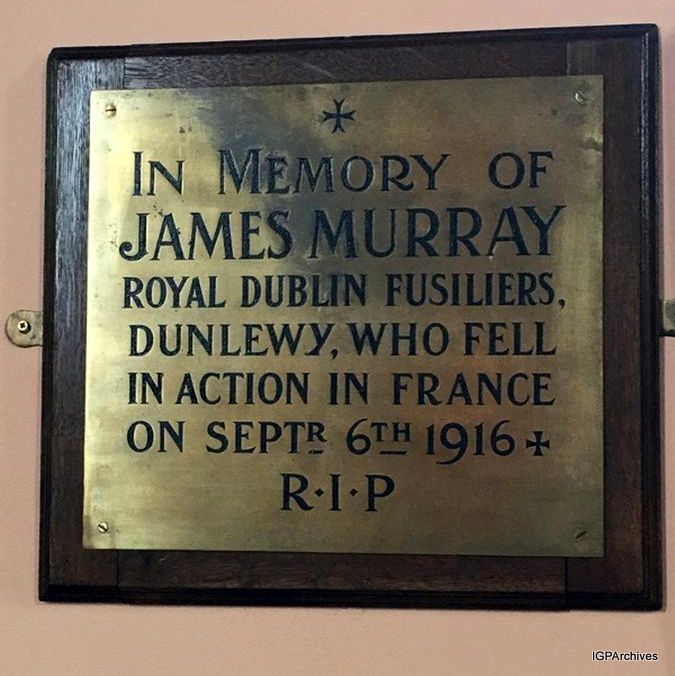 IN MEMORY OF
JAMES MURRAY
ROYAL DUBLIN FUSILIERS,
DUNLEWY, WHO FELL
IN ACTION IN FRANCE
ON SEPTR 6TH 1916
R·I·P
IGPArchives